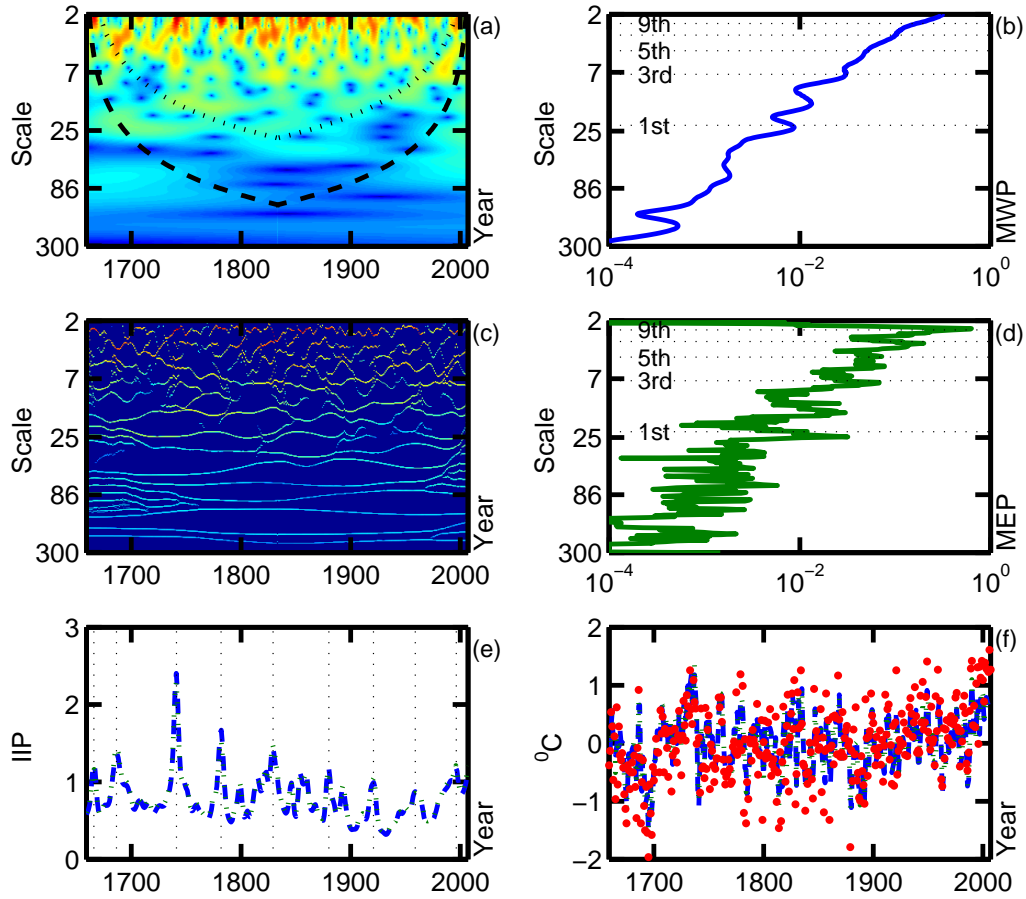 2
7
25
86
300
Scale
1700
1800
1900
2000
Year
(a)
2
7
25
86
300
Scale
9th
5th
3rd
1st
10^−4
10^−2
10^0
MWP
(b)
2
7
25
86
300
Scale
1700
1800
1900
2000
Year
(c)
2
7
25
86
300
Scale
9th
5th
3rd
1st
10^−4
10^−2
10^0
MEP
(d)
3
2
1
0
IIP
1700
1800
1900
2000
Year
(e)
2
1
0
−1
−2
^0C
1700
1800
1900
2000
Year
(f)